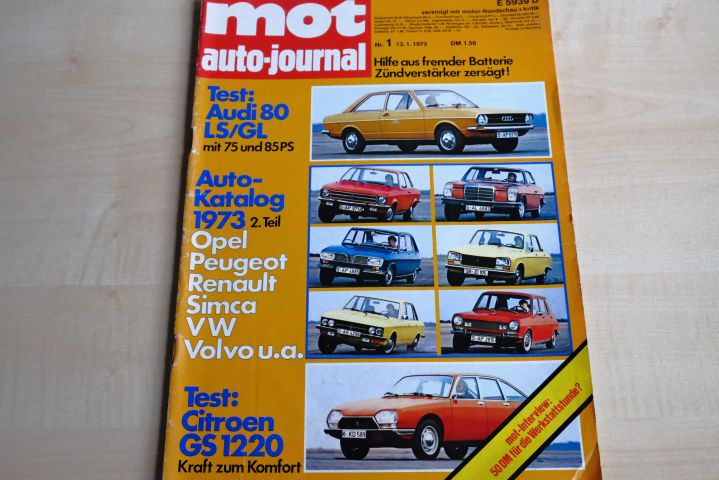 mot
auto-journal
E 5939 D
vereinigt mit motor-Rundschau + kritik
Nr. 1 13.1.1973 DM 1.50
Hilfe aus fremder Batterie
Zündverstärker zersägt!
Test:
Audi 80
LS/GL
mit 75 und 85 PS
Auto-
Katalog
1973 2. Teil
Opel
Peugeot
Renault
Simca
VW
Volvo u.a.
Test:
Citroen
GS 1220
Kraft zum Komfort
mot-Interview:
50 DM für die Werkstattstunde?